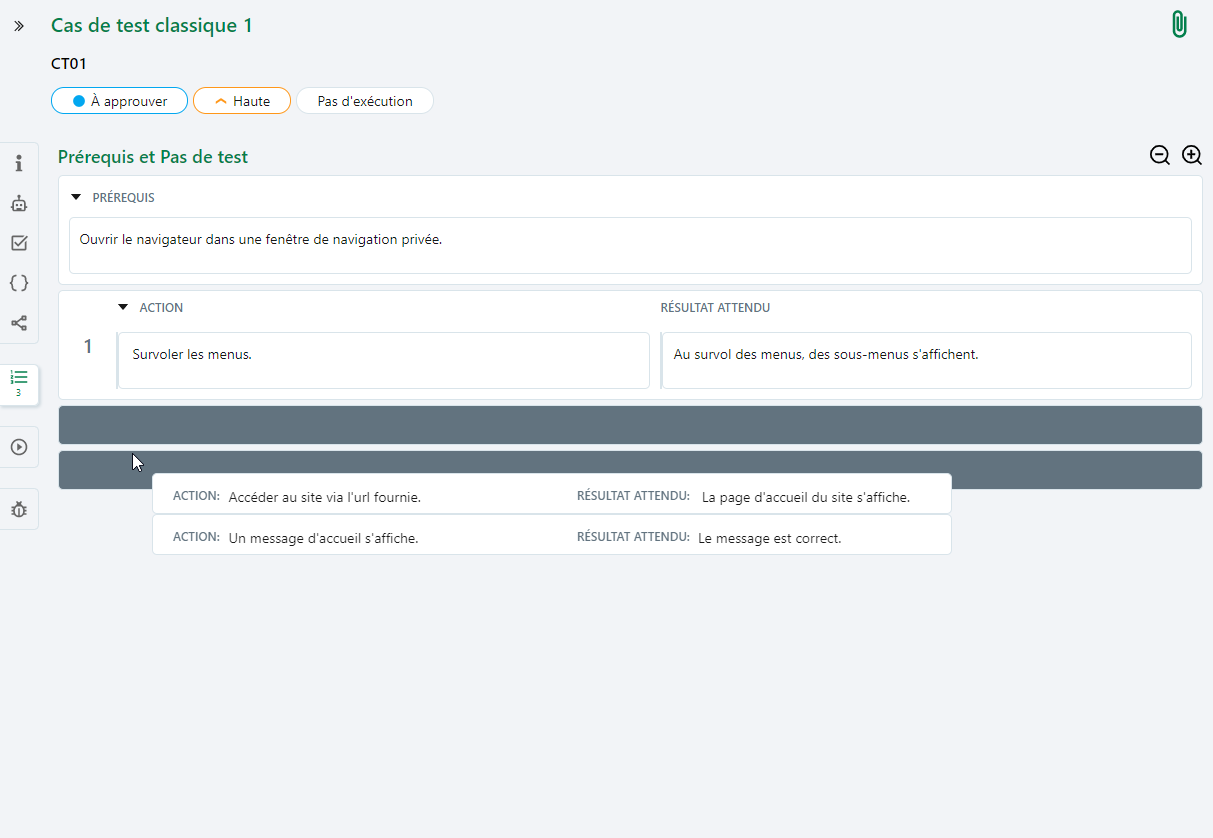 Cas de test classique 1
CT01
À approuver Haute Pas d'exécution
Prérequis et Pas de test
PRÉREQUIS
Ouvrir le navigateur dans une fenêtre de navigation privée.
ACTION RÉSULTAT ATTENDU
1
Survoler les menus. Au survol des menus, des sous-menus s'affichent.
3
ACTION: Accéder au site via l'url fournie. RÉSULTAT ATTENDU: La page d'accueil du site s'affiche.
ACTION: Un message d'accueil s'affiche. RÉSULTAT ATTENDU: Le message est correct.